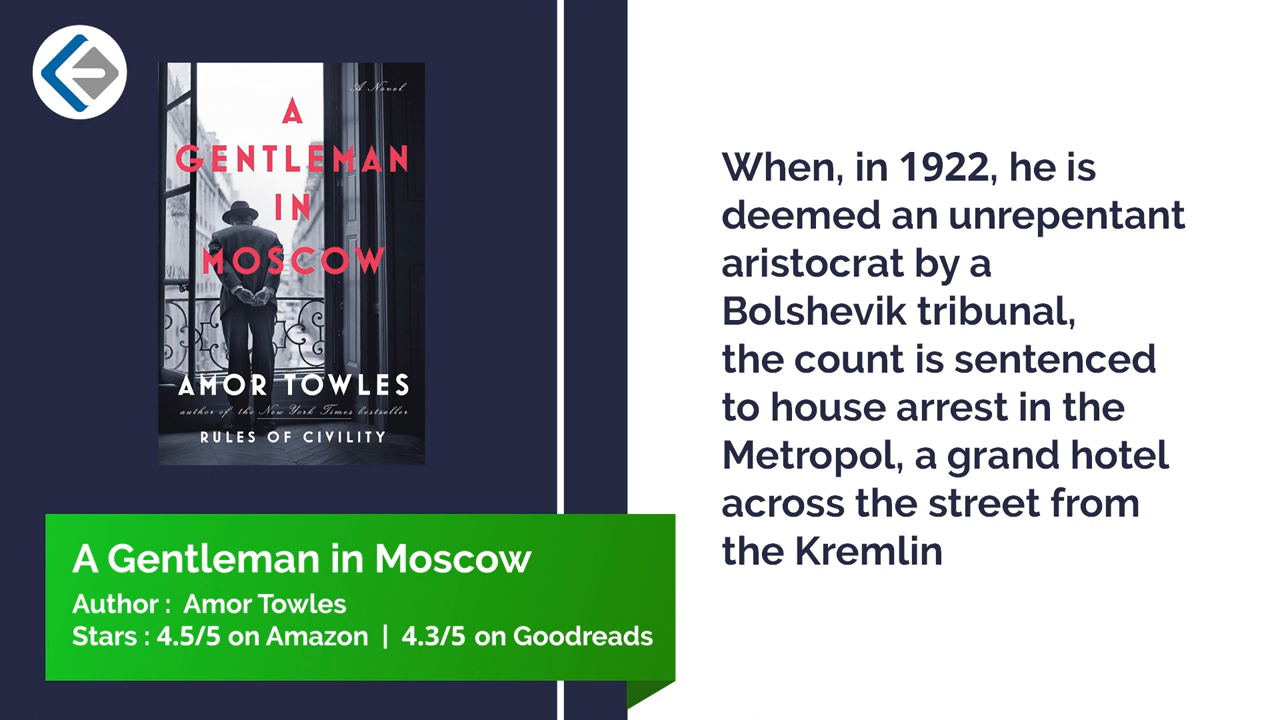 A Novel
A
GENTLEMAN
IN
MOSCOW
AMOR TOWLES
author of the New York Times bestseller
RULES OF CIVILITY
A Gentleman in Moscow
Author : Amor Towles
Stars : 4.5/5 on Amazon | 4.3/5 on Goodreads
When, in 1922, he is
deemed an unrepentant
aristocrat by a
Bolshevik tribunal,
the count is sentenced
to house arrest in the
Metropol, a grand hotel
across the street from
the Kremlin